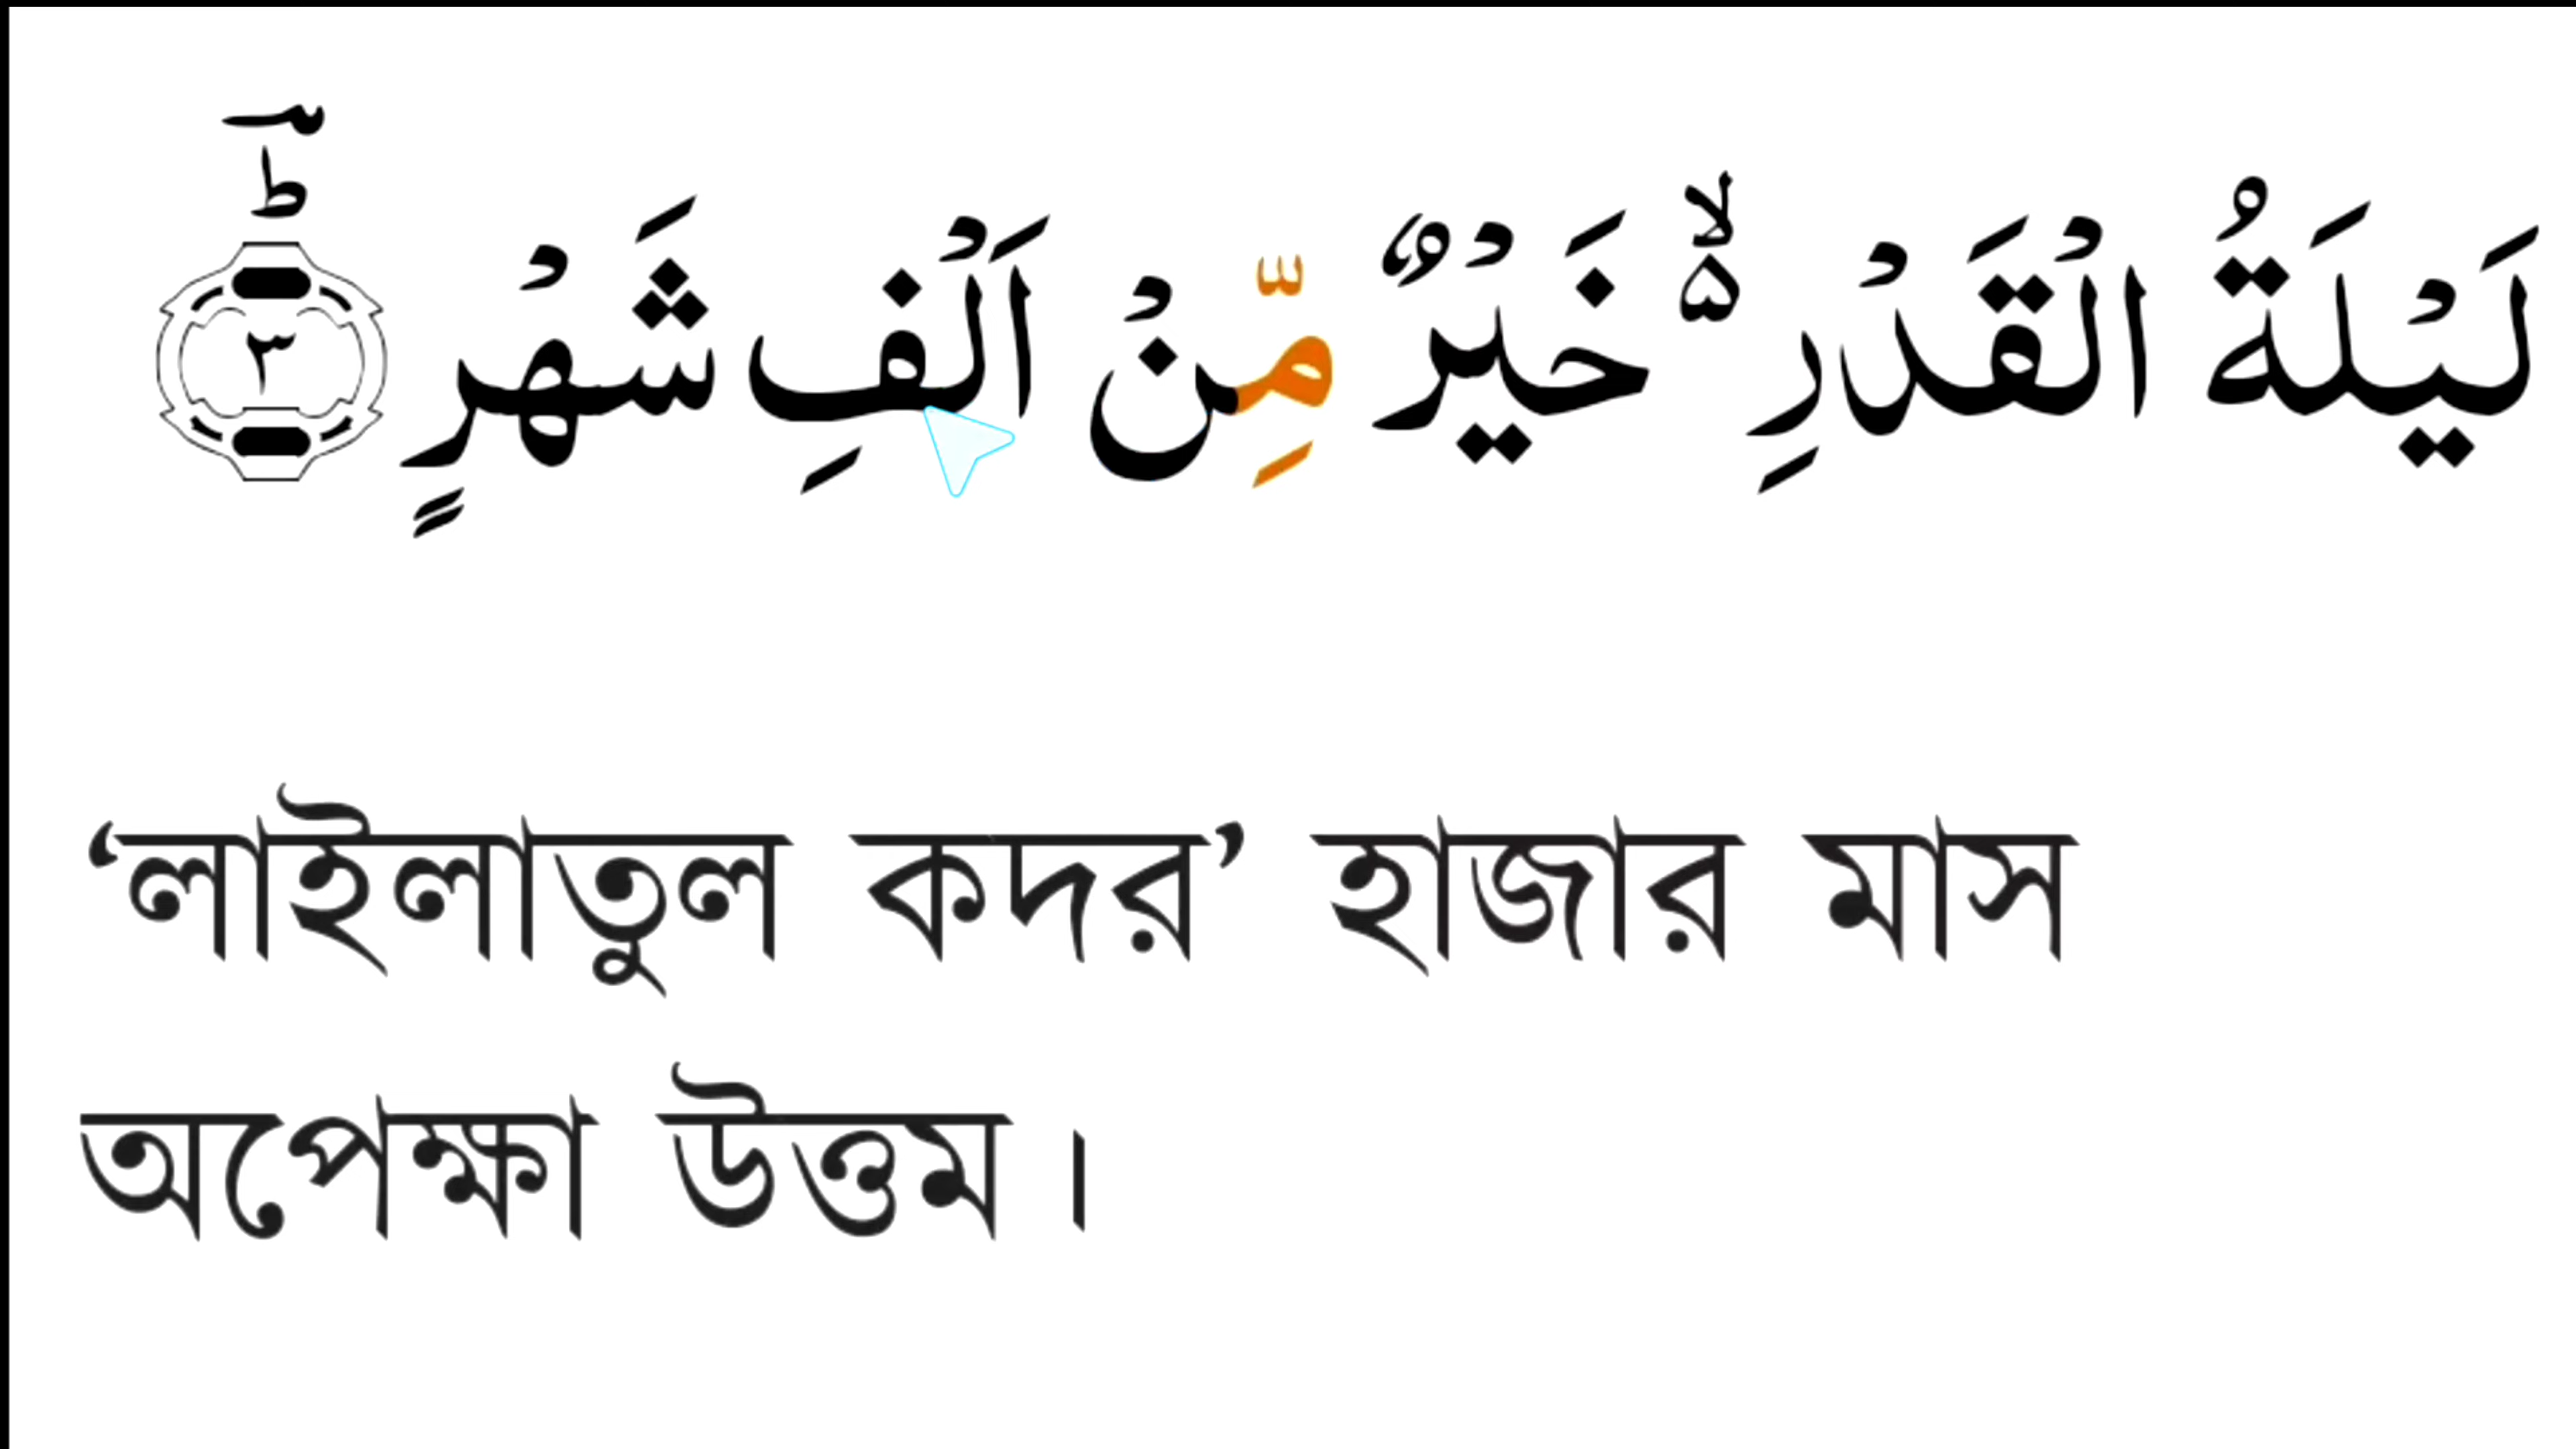 لَيْلَةُ الْقَدْرِ ۙ۬ خَيْرٌ مِّنْ اَلْفِ شَهْرٍ ۳ ؕؔ
‘লাইলাতুল কদর’ হাজার মাস
অপেক্ষা উত্তম।